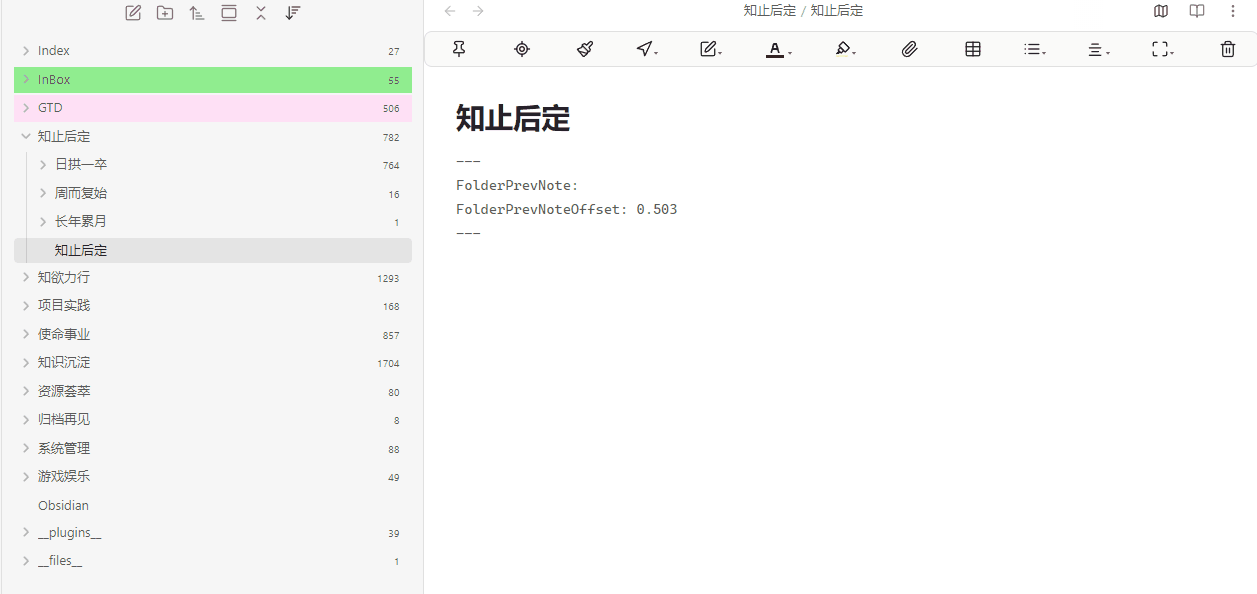 Index 27
InBox 55
GTD 506
知止后定 782
日拱一卒 764
周而复始 16
长年累月 1
知止后定
知欲力行 1293
项目实践 168
使命事业 857
知识沉淀 1704
资源荟萃 80
归档再见 8
系统管理 88
游戏娱乐 49
Obsidian
__plugins__ 39
__files__ 1
知止后定 / 知止后定
知止后定
---
FolderPrevNote:
FolderPrevNoteOffset: 0.503
---